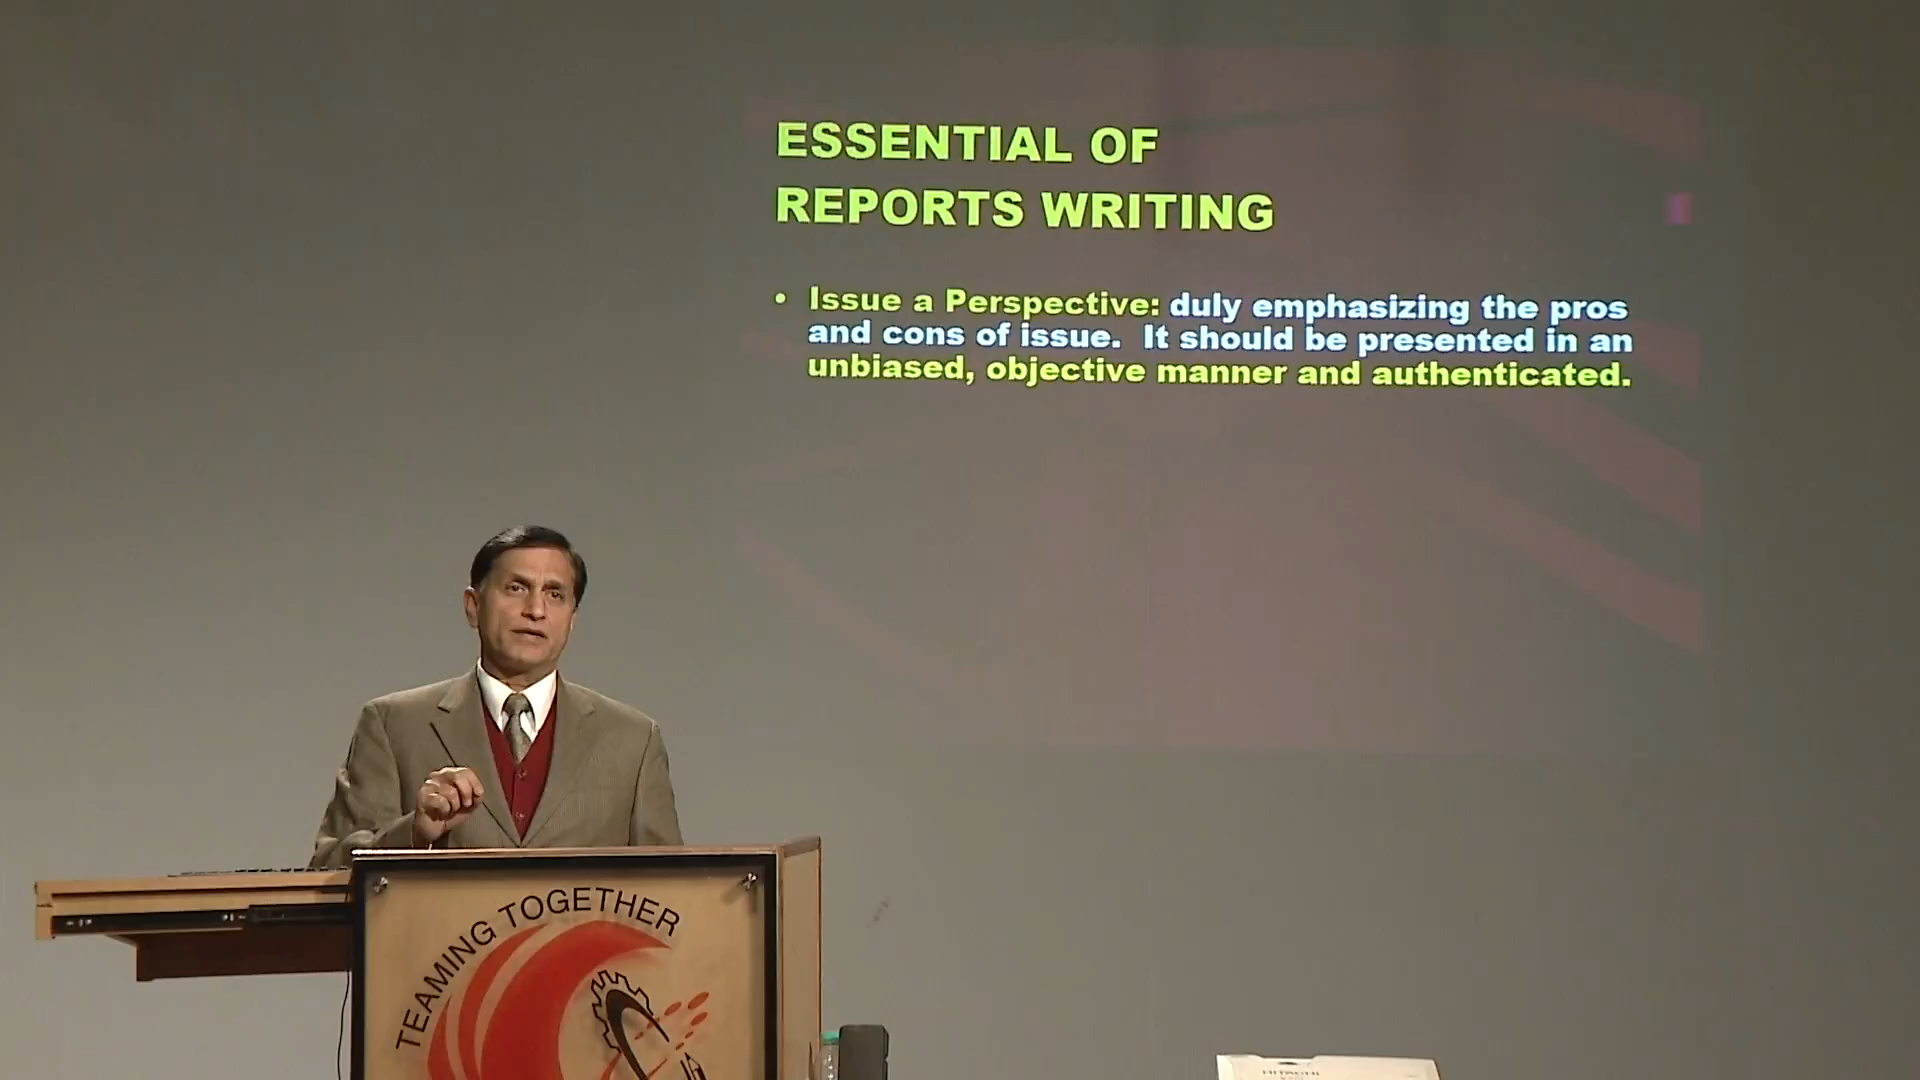 ESSENTIAL OF
REPORTS WRITING
• Issue a Perspective: duly emphasizing the pros
and cons of issue. It should be presented in an
unbiased, objective manner and authenticated.
TEAMING TOGETHER
HITACHI